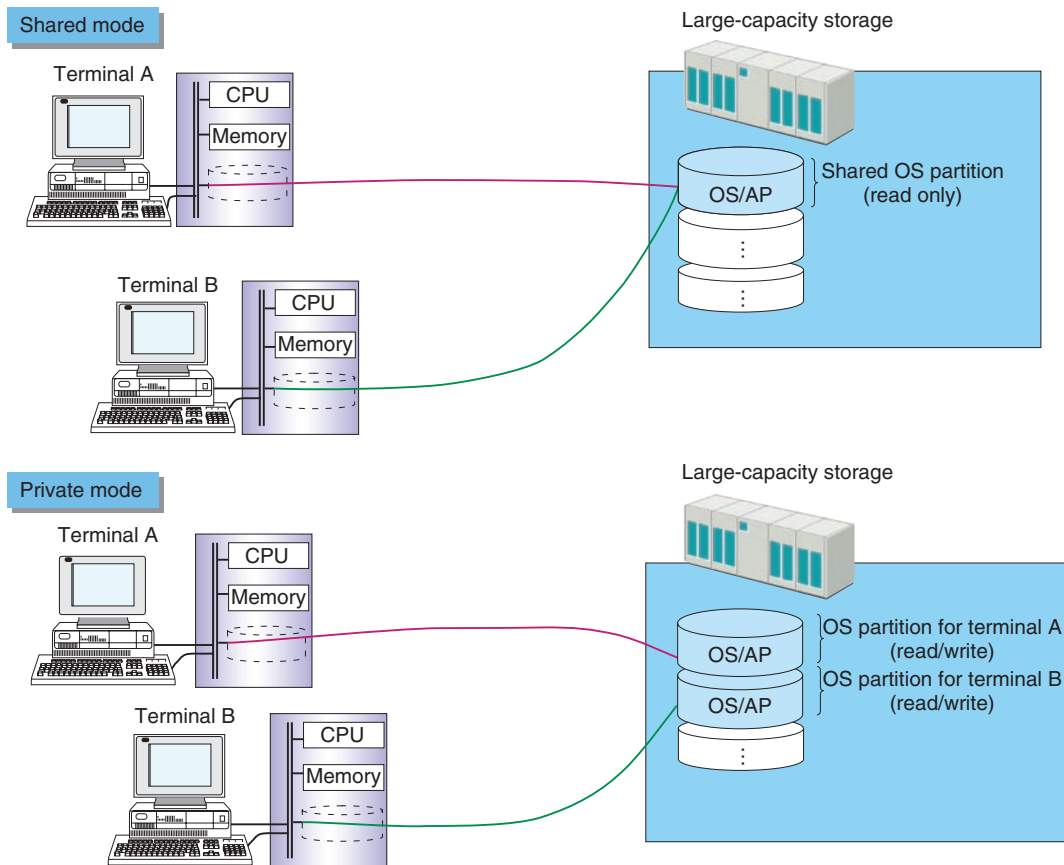 Shared mode
Large-capacity storage
Terminal A
CPU
Memory
OS/AP
Shared OS partition
(read only)
⋮
⋮
Terminal B
CPU
Memory
Private mode
Large-capacity storage
Terminal A
CPU
Memory
OS/AP
OS partition for terminal A
(read/write)
OS/AP
OS partition for terminal B
(read/write)
⋮
Terminal B
CPU
Memory